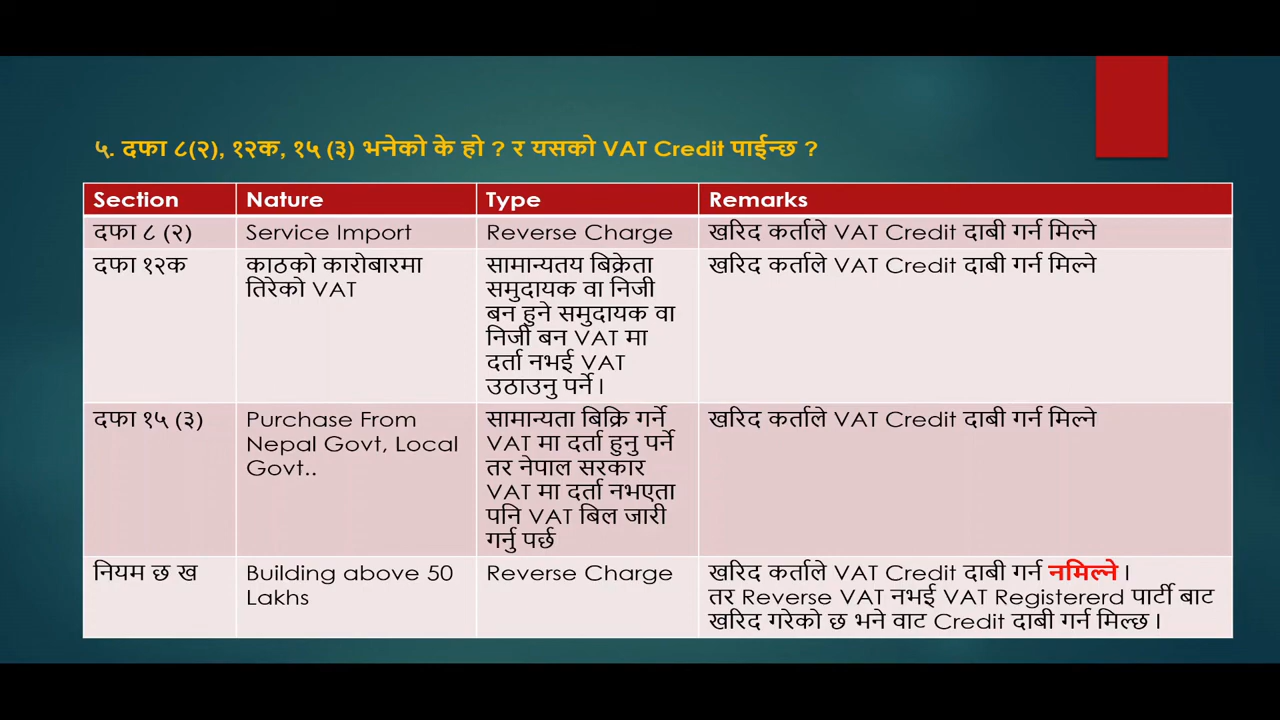 ५. दफा ८(२), १२क, १५ (३) भनेको के हो ? र यसको VAT Credit पाईन्छ ?
Section Nature Type Remarks
दफा ८ (२) Service Import Reverse Charge खरिद कर्ताले VAT Credit दाबी गर्न मिल्ने
दफा १२क
काठको कारोबारमा
तिरेको VAT
सामान्यतय बिक्रेता
समुदायक वा निजी
बन हुने समुदायक वा
निजी बन VAT मा
दर्ता नभई VAT
उठाउनु पर्ने ।
खरिद कर्ताले VAT Credit दाबी गर्न मिल्ने
दफा १५ (३)
Purchase From
Nepal Govt, Local
Govt..
सामान्यता बिक्रि गर्ने
VAT मा दर्ता हुनु पर्ने
तर नेपाल सरकार
VAT मा दर्ता नभएता
पनि VAT बिल जारी
गर्नु पर्छ
खरिद कर्ताले VAT Credit दाबी गर्न मिल्ने
नियम छ ख
Building above 50
Lakhs
Reverse Charge
खरिद कर्ताले VAT Credit दाबी गर्न नमिल्ने ।
तर Reverse VAT नभई VAT Registererd पार्टी बाट
खरिद गरेको छ भने वाट Credit दाबी गर्न मिल्छ ।